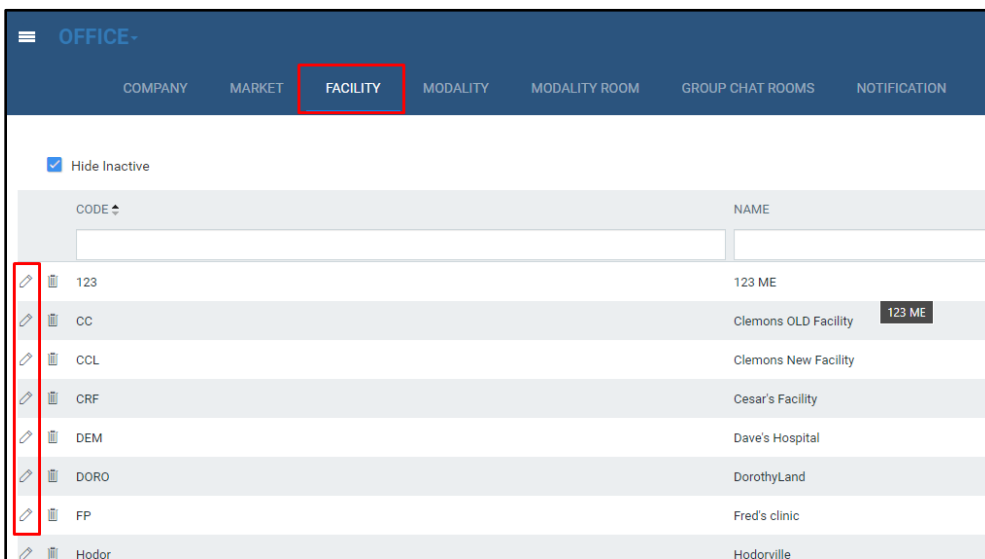 OFFICE
COMPANY MARKET FACILITY MODALITY MODALITY ROOM GROUP CHAT ROOMS NOTIFICATION
Hide Inactive
CODE NAME
123 123 ME
CC Clemons OLD Facility 123 ME
CCL Clemons New Facility
CRF Cesar's Facility
DEM Dave's Hospital
DORO DorothyLand
FP Fred's clinic
Hodor Hodorville